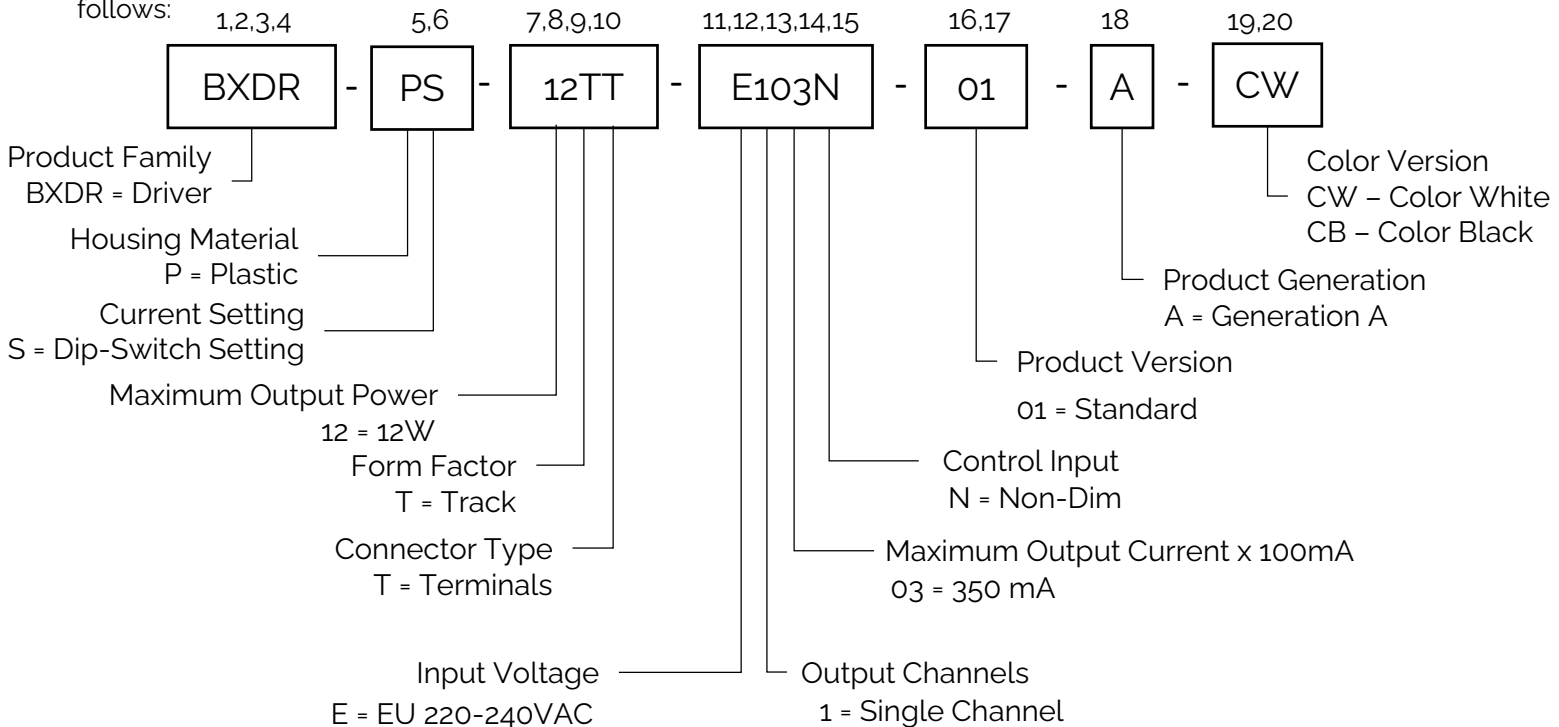 follows:
1,2,3,4 5,6 7,8,9,10 11,12,13,14,15 16,17 18 19,20
BXDR - PS - 12TT - E103N - 01 - A - CW
Product Family
BXDR = Driver
Housing Material
P = Plastic
Current Setting
S = Dip-Switch Setting
Maximum Output Power
12 = 12W
Form Factor
T = Track
Connector Type
T = Terminals
Input Voltage
E = EU 220-240VAC
Output Channels
1 = Single Channel
Maximum Output Current x 100mA
03 = 350 mA
Control Input
N = Non-Dim
Product Version
01 = Standard
Product Generation
A = Generation A
Color Version
CW – Color White
CB – Color Black